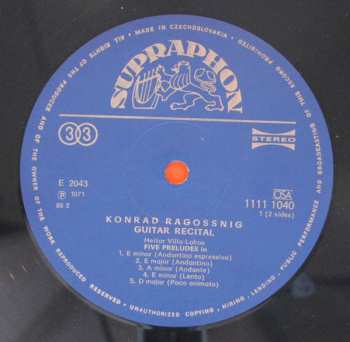 ALL RIGHTS OF THE PRODUCER AND OF THE OWNER OF THE WORK REPRODUCED RESERVED - UNAUTHORIZED COPYING - HIRING - LENDING - PUBLIC PERFORMANCE AND BROADCASTING OF THIS RECORD PROHIBITED • MADE IN CZECHOSLOVAKIA •
SUPRAPHON
33
STEREO
E 2043
Ⓟ 1971
CSA
1111 1040
1 (2 sides)
KONRAD RAGOSSNIG
GUITAR RECITAL
Heitor Villa-Lobos
FIVE PRELUDES in
1. E minor (Andantino espressivo)
2. E major (Andantino)
3. A minor (Andante)
4. E minor (Lento)
5. D major (Poco animato)